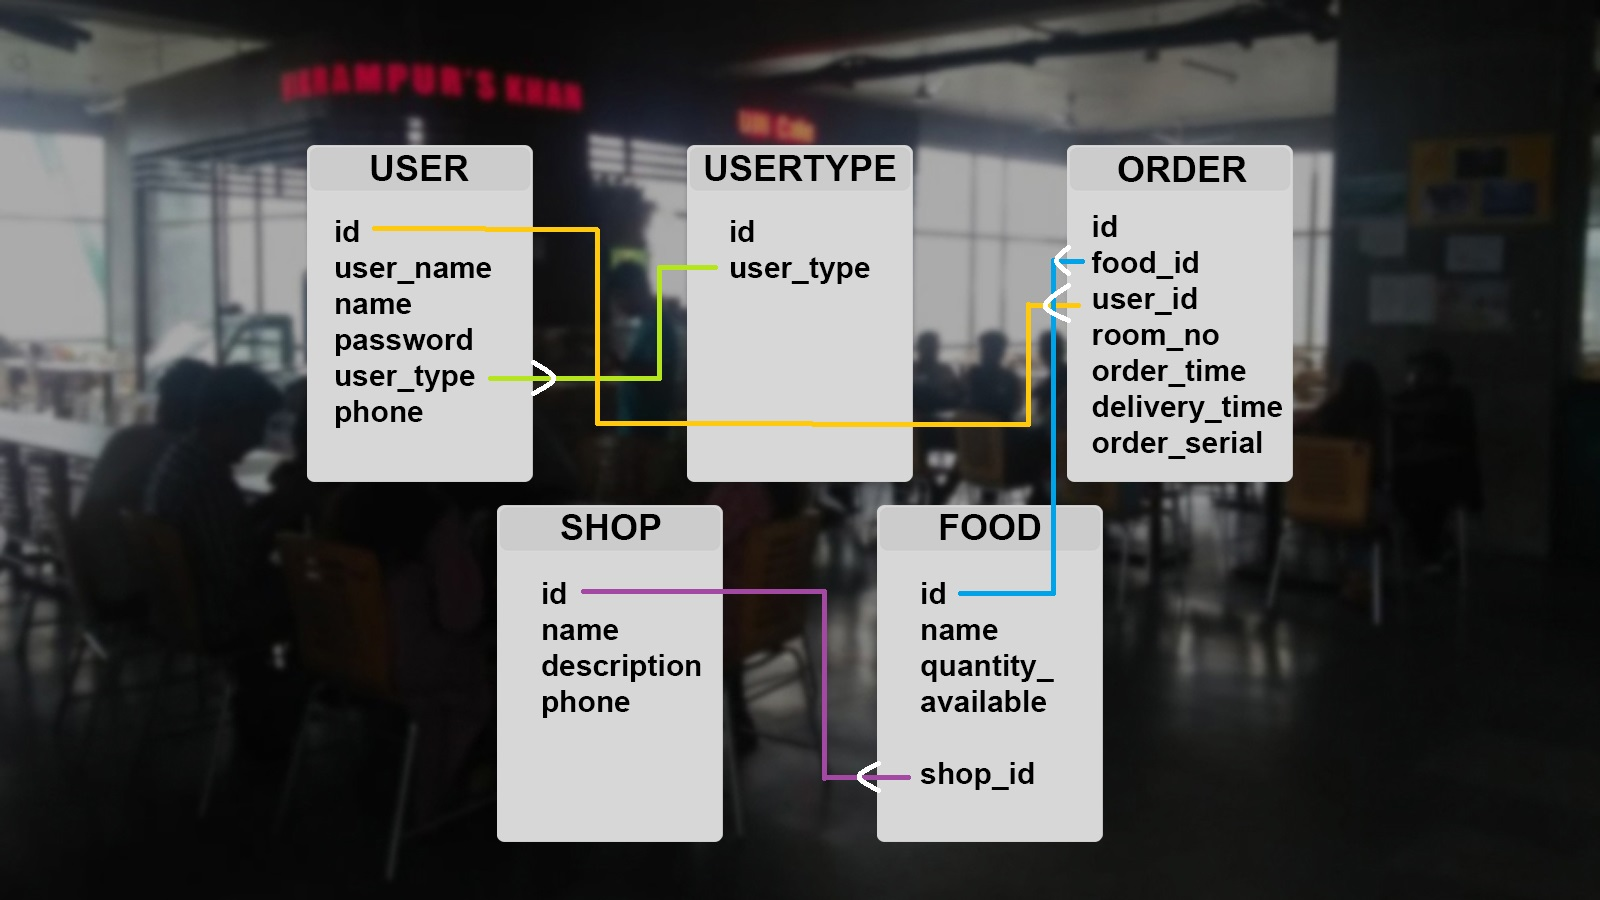 KHAN
USER
id
user_name
name
password
user_type
phone
USERTYPE
id
user_type
ORDER
id
food_id
user_id
room_no
order_time
delivery_time
order_serial
SHOP
id
name
description
phone
FOOD
id
name
quantity_
available
shop_id